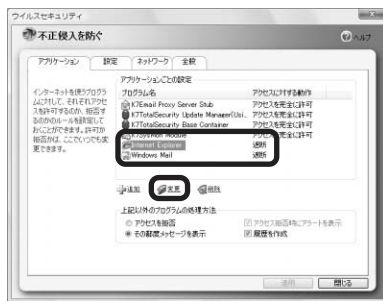 ウイルスセキュリティ
不正侵入を防ぐ
ヘルプ
アプリケーション
設定
ネットワーク
全般
インターネットを使うプログラ
ムに対して、それぞれアクセ
スを許可するのか、拒否す
るのかのルールを設定して
おくことができます。許可か
拒否かは、ここでいつでも変
更できます。
アプリケーションごとの設定
プログラム名
アクセスに対する動作
K7Email Proxy Server Stub
アクセスを完全に許可
K7TotalSecurity Update Manager(Usi...
アクセスを完全に許可
K7TotalSecurity Base Container
アクセスを完全に許可
K7SysMon Module
アクセスを完全に許可
Internet Explorer
遮断
Windows Mail
遮断
追加
変更
削除
上記以外のプログラムの処理方法
アクセスを拒否
その都度メッセージを表示
アクセス拒否時にアラートを表示
履歴を作成
適用
閉じる